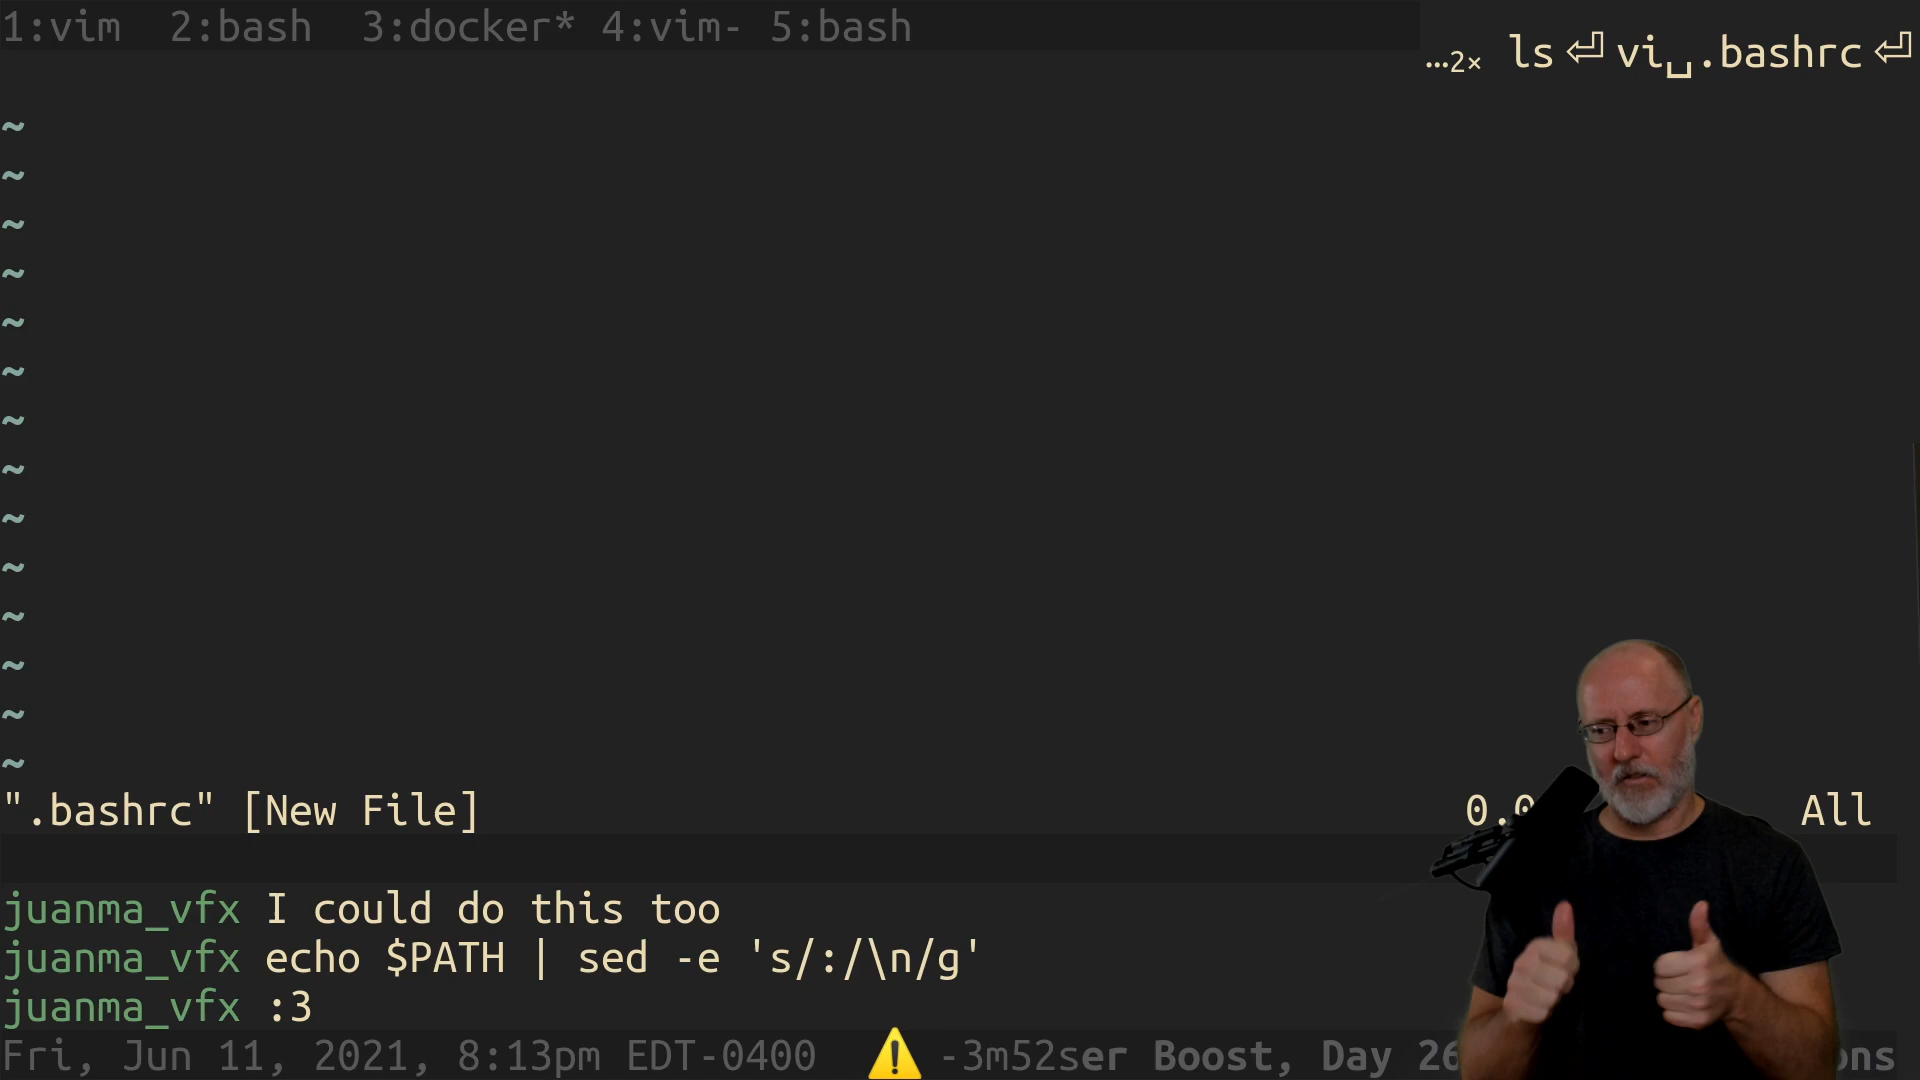 1:vim 2:bash 3:docker* 4:vim- 5:bash
…2× ls⏎vi␣.bashrc⏎
~
~
~
~
~
~
~
~
~
~
~
~
~
~
".bashrc" [New File] All
juanma_vfx I could do this too
juanma_vfx echo $PATH | sed -e 's/:/\n/g'
juanma_vfx :3
Fri, Jun 11, 2021, 8:13pm EDT-0400 ⚠️ -3m52ser Boost, Day 26